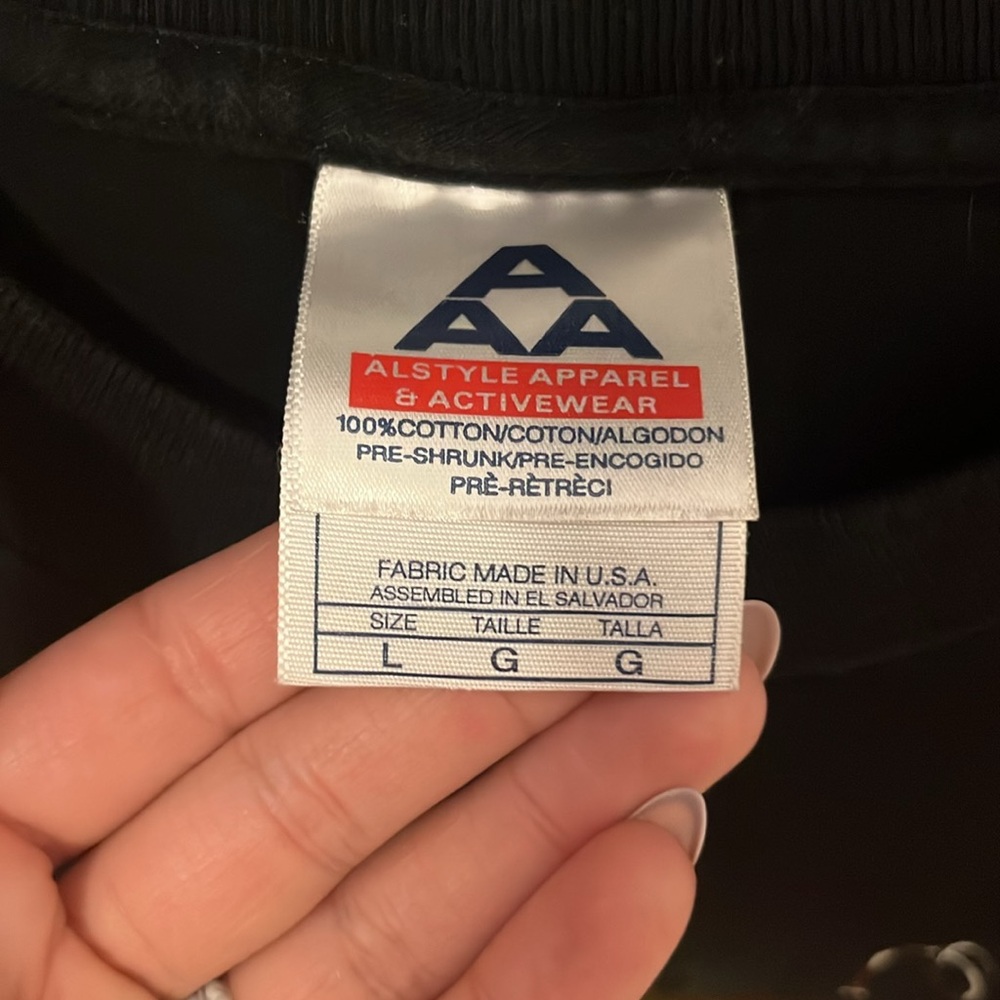 A
AA
ALSTYLE APPAREL
& ACTIVEWEAR
100%COTTON/COTON/ALGODON
PRE-SHRUNK/PRE-ENCOGIDO
PRÈ-RÈTRÈCI
FABRIC MADE IN U.S.A.
ASSEMBLED IN EL SALVADOR
SIZE TAILLE TALLA
L G G